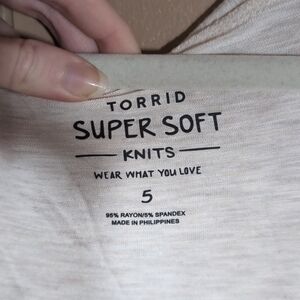 TORRID
SUPER SOFT
KNITS
WEAR WHAT YOU LOVE
5
95% RAYON/5% SPANDEX
MADE IN PHILIPPINES